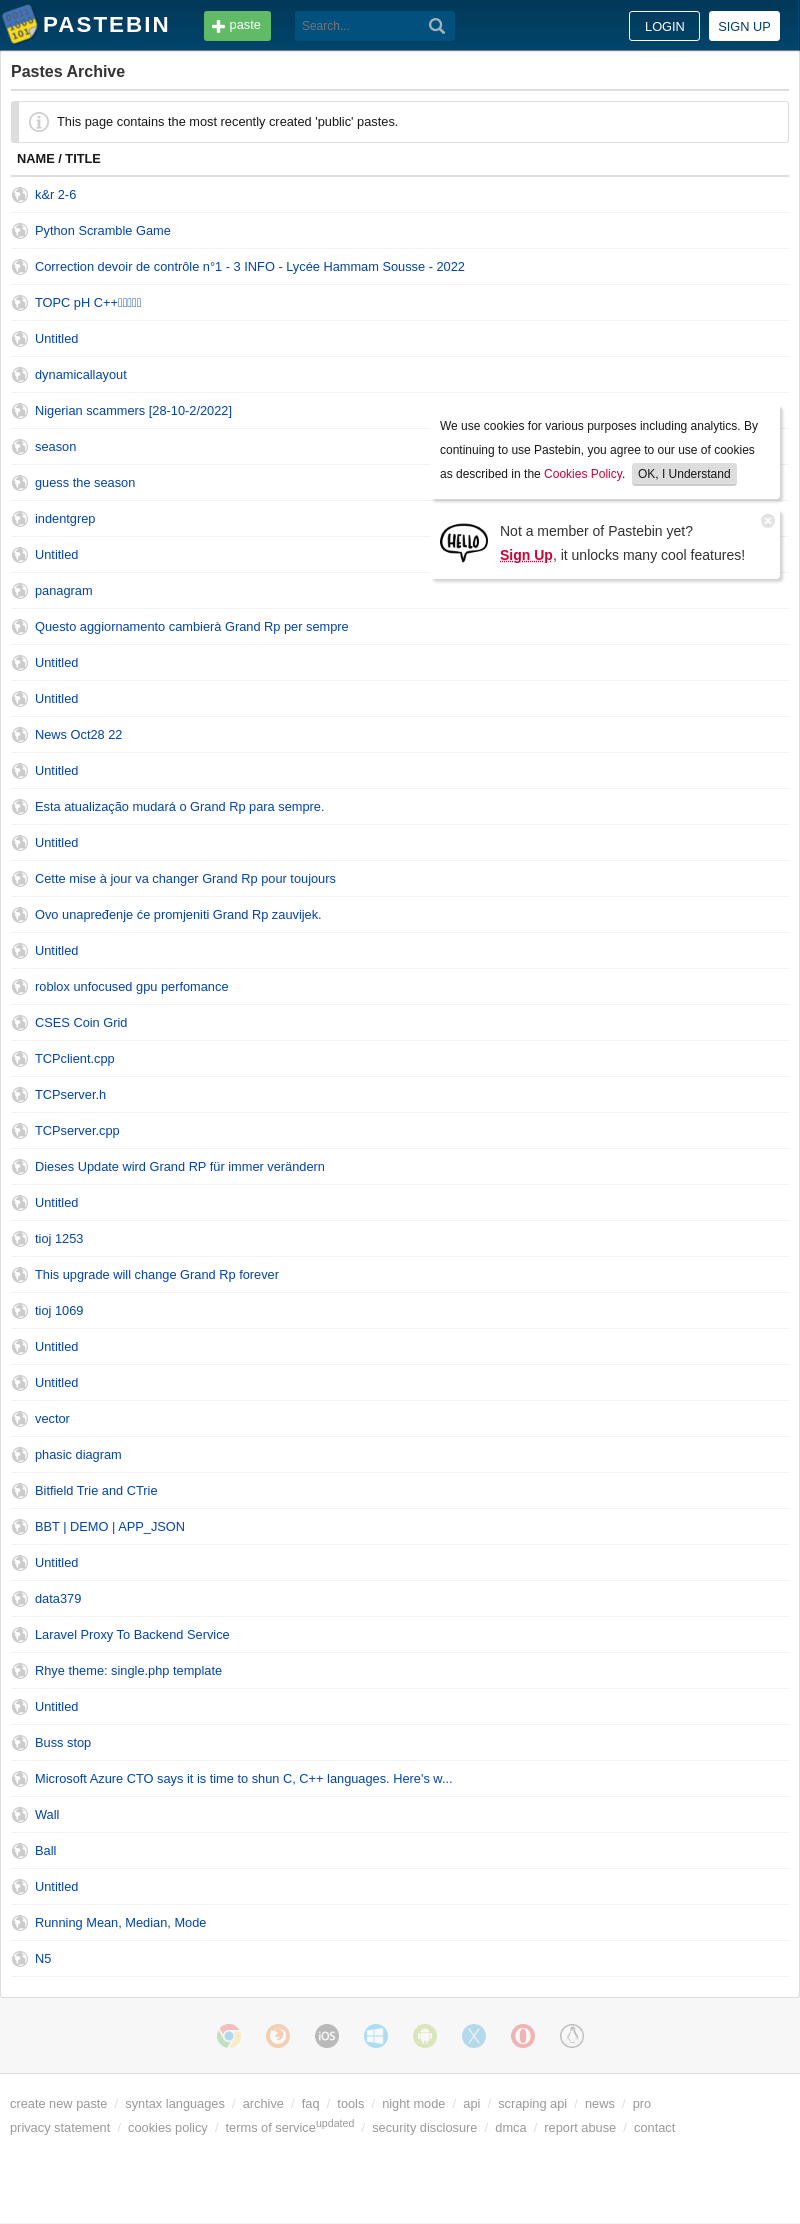 PASTEBIN
paste
Search...
LOGIN
SIGN UP
Pastes Archive
This page contains the most recently created 'public' pastes.
NAME / TITLE
k&r 2-6
Python Scramble Game
Correction devoir de contrôle n°1 - 3 INFO - Lycée Hammam Sousse - 2022
TOPC pH C++
Untitled
dynamicallayout
Nigerian scammers [28-10-2/2022]
season
guess the season
indentgrep
Untitled
panagram
We use cookies for various purposes including analytics. By
continuing to use Pastebin, you agree to our use of cookies
as described in the Cookies Policy. OK, I Understand
HELLO
Not a member of Pastebin yet?
Sign Up, it unlocks many cool features!
Questo aggiornamento cambierà Grand Rp per sempre
Untitled
Untitled
News Oct28 22
Untitled
Esta atualização mudará o Grand Rp para sempre.
Untitled
Cette mise à jour va changer Grand Rp pour toujours
Ovo unapređenje će promjeniti Grand Rp zauvijek.
Untitled
roblox unfocused gpu perfomance
CSES Coin Grid
TCPclient.cpp
TCPserver.h
TCPserver.cpp
Dieses Update wird Grand RP für immer verändern
Untitled
tioj 1253
This upgrade will change Grand Rp forever
tioj 1069
Untitled
Untitled
vector
phasic diagram
Bitfield Trie and CTrie
BBT | DEMO | APP_JSON
Untitled
data379
Laravel Proxy To Backend Service
Rhye theme: single.php template
Untitled
Buss stop
Microsoft Azure CTO says it is time to shun C, C++ languages. Here's w...
Wall
Ball
Untitled
Running Mean, Median, Mode
N5
iOS
create new paste / syntax languages / archive / faq / tools / night mode / api / scraping api / news / pro
privacy statement / cookies policy / terms of service updated / security disclosure / dmca / report abuse / contact